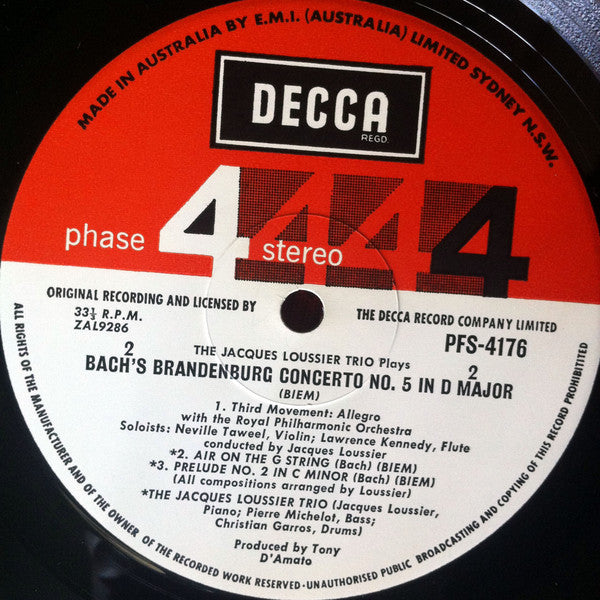 MADE IN AUSTRALIA BY E.M.I. (AUSTRALIA) LIMITED SYDNEY N.S.W.
DECCA
REGD.
phase 4 stereo 4 4 4
ORIGINAL RECORDING AND LICENSED BY THE DECCA RECORD COMPANY LIMITED
33⅓ R.P.M.
ZAL9286
PFS-4176
2 2
THE JACQUES LOUSSIER TRIO Plays
BACH'S BRANDENBURG CONCERTO NO. 5 IN D MAJOR
(BIEM)
1. Third Movement: Allegro
with the Royal Philharmonic Orchestra
Soloists: Neville Taweel, Violin; Lawrence Kennedy, Flute
conducted by Jacques Loussier
*2. AIR ON THE G STRING (Bach) (BIEM)
*3. PRELUDE NO. 2 IN C MINOR (Bach) (BIEM)
(All compositions arranged by Loussier)
*THE JACQUES LOUSSIER TRIO (Jacques Loussier,
Piano; Pierre Michelot, Bass;
Christian Garros, Drums)
Produced by Tony
D'Amato
ALL RIGHTS OF THE MANUFACTURER AND OF THE OWNER OF THE RECORDED WORK RESERVED-UNAUTHORISED PUBLIC BROADCASTING AND COPYING OF THIS RECORD PROHIBITED